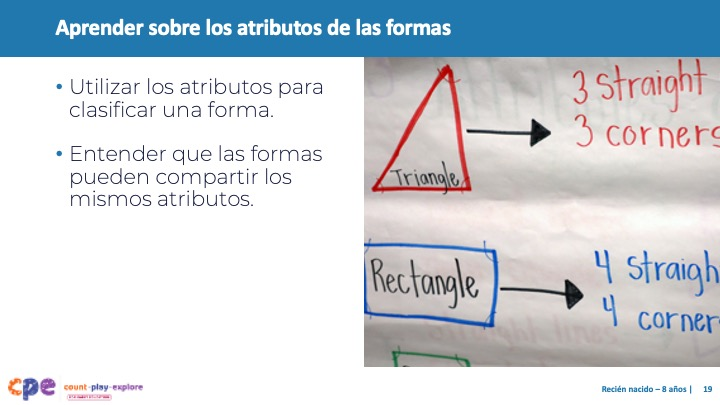 Aprender sobre los atributos de las formas
• Utilizar los atributos para
clasificar una forma.
• Entender que las formas
pueden compartir los
mismos atributos.
3 straight
3 corners
Triangle
Rectangle
4 straigh
4 corner
cpe count-play-explore
Recién nacido – 8 años | 19